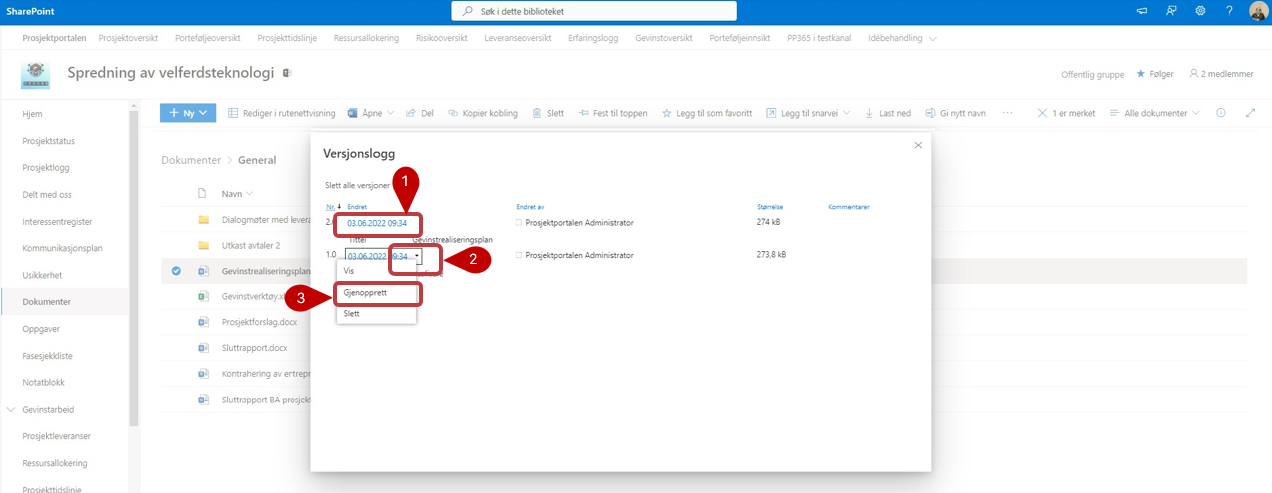 SharePoint
Søk i dette biblioteket
Prosjektportalen Prosjektoversikt Porteføljeoversikt Prosjekttidslinje Ressursallokering Risikooversikt Leveranseoversikt Erfaringslogg Gevinstoversikt Porteføljeinnsikt PP365 i testkanal Idébehandling
Spredning av velferdsteknologi
Offentlig gruppe Følger 2 medlemmer
+ Ny Rediger i rutenettvisning Åpne Del Kopier kobling Slett Fest til toppen Legg til som favoritt Legg til snarvei Last ned Gi nytt navn ... 1 er merket Alle dokumenter
Hjem
Prosjektstatus
Prosjektlogg
Delt med oss
Interessentregister
Kommunikasjonsplan
Usikkerhet
Dokumenter
Oppgaver
Fasesjekkliste
Notatblokk
Gevinstarbeid
Prosjektleveranser
Ressursallokering
Prosjekttidslinje
Dokumenter > General
Navn
Dialogmøter med levera
Utkast avtaler 2
Gevinstrealiseringsplan
Gevinstverktøy.x
Prosjektforslag.docx
Sluttrapport.docx
Kontrahering av entrepr
Sluttrapport BA prosjekt
Versjonslogg
Slett alle versjoner
Nr. Endret Endret av Størrelse Kommentarer
2.0 03.06.2022 09:34 Prosjektportalen Administrator 274 kB
Tittel Gevinstrealiseringsplan
1.0 03.06.2022 09:34 Prosjektportalen Administrator 273,8 kB
Vis
Gjenopprett
Slett
1
2
3